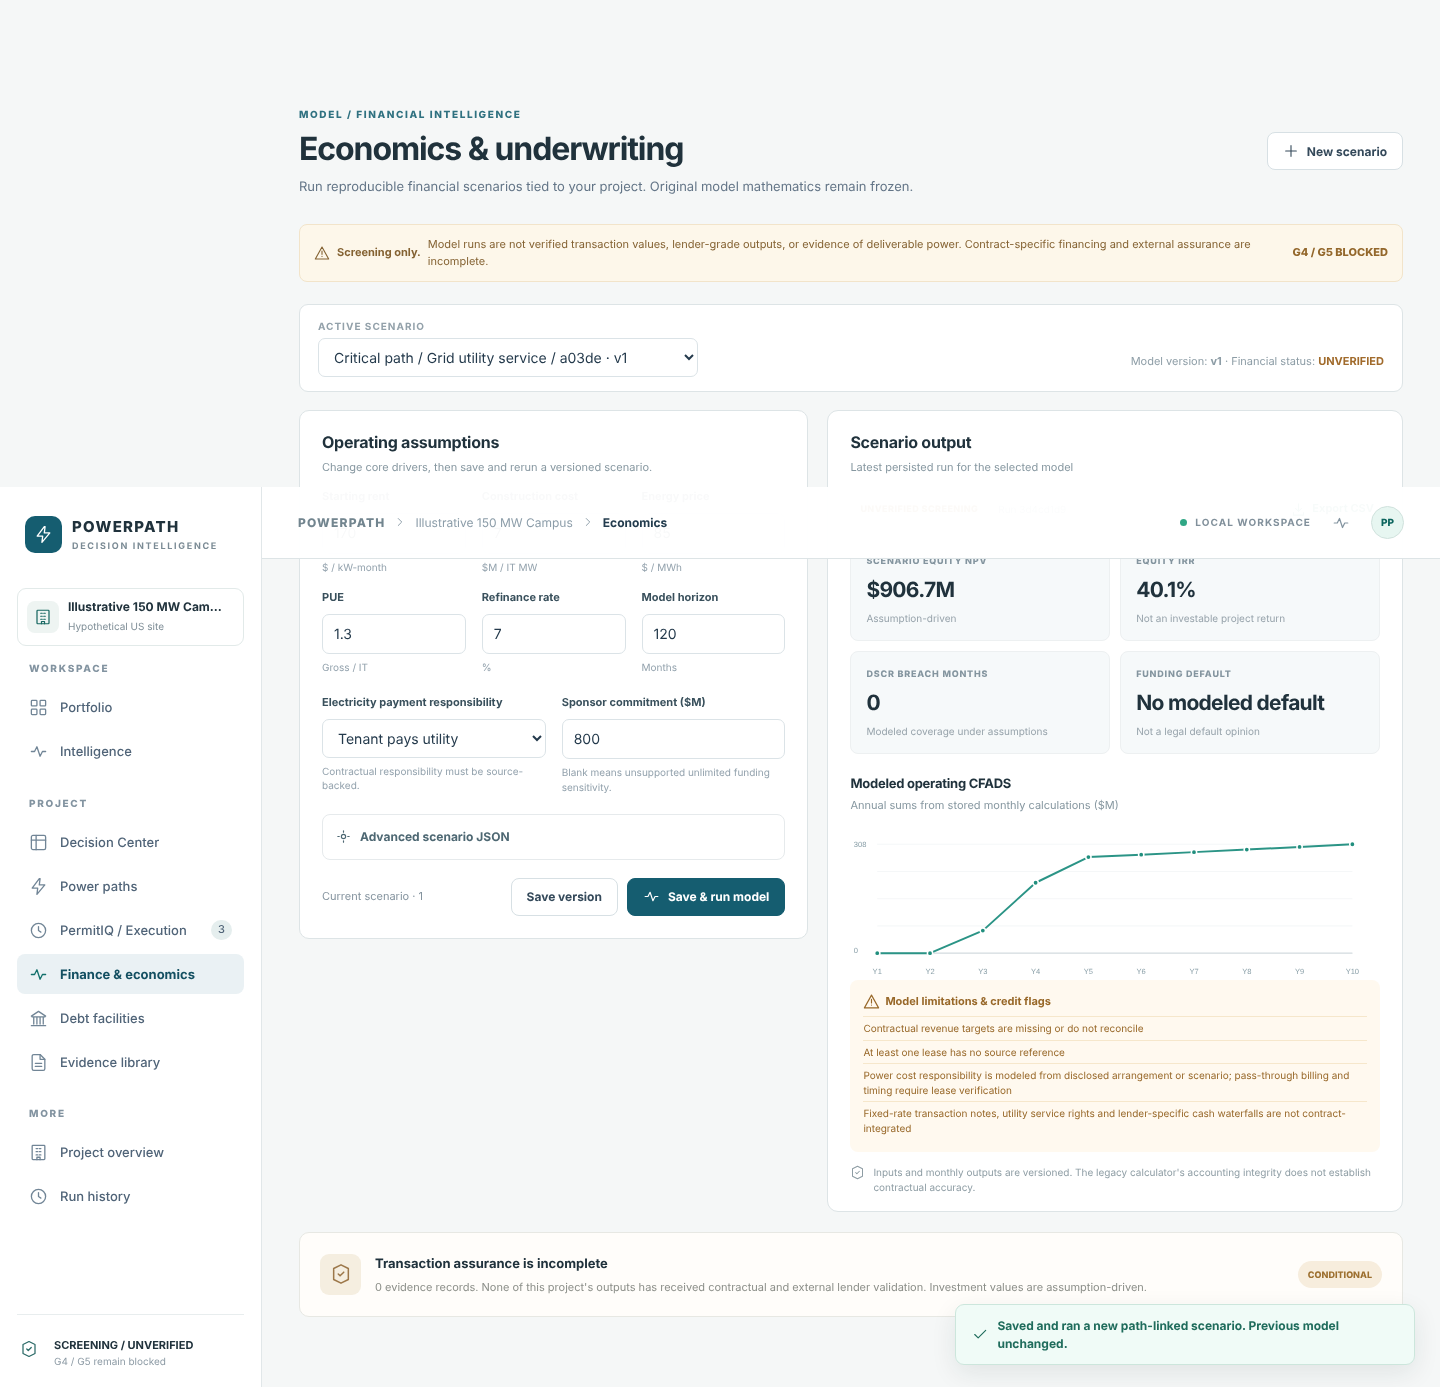 MODEL / FINANCIAL INTELLIGENCE
Economics & underwriting
New scenario
Run reproducible financial scenarios tied to your project. Original model mathematics remain frozen.
Screening only.
Model runs are not verified transaction values, lender-grade outputs, or evidence of deliverable power. Contract-specific financing and external assurance are
incomplete.
G4 / G5 BLOCKED
ACTIVE SCENARIO
Critical path / Grid utility service / a03de · v1
Model version: v1 · Financial status: UNVERIFIED
Operating assumptions
Change core drivers, then save and rerun a versioned scenario.
Scenario output
Latest persisted run for the selected model
Starting rent
Construction cost
Energy price
POWERPATH
DECISION INTELLIGENCE
POWERPATH
Illustrative 150 MW Campus
Economics
LOCAL WORKSPACE
PP
Illustrative 150 MW Cam...
Hypothetical US site
WORKSPACE
Portfolio
Intelligence
PROJECT
Decision Center
Power paths
PermitIQ / Execution
3
Finance & economics
Debt facilities
Evidence library
MORE
Project overview
Run history
SCREENING / UNVERIFIED
G4 / G5 remain blocked
$ / kW-month
$M / IT MW
$ / MWh
PUE
Refinance rate
Model horizon
1.3
7
120
Gross / IT
%
Months
Electricity payment responsibility
Sponsor commitment ($M)
Tenant pays utility
800
Contractual responsibility must be source-
backed.
Blank means unsupported unlimited funding
sensitivity.
Advanced scenario JSON
Current scenario · 1
Save version
Save & run model
SCENARIO EQUITY NPV
$906.7M
Assumption-driven
EQUITY IRR
40.1%
Not an investable project return
DSCR BREACH MONTHS
0
Modeled coverage under assumptions
FUNDING DEFAULT
No modeled default
Not a legal default opinion
Modeled operating CFADS
Annual sums from stored monthly calculations ($M)
308
0
Y1
Y2
Y3
Y4
Y5
Y6
Y7
Y8
Y9
Y10
Model limitations & credit flags
Contractual revenue targets are missing or do not reconcile
At least one lease has no source reference
Power cost responsibility is modeled from disclosed arrangement or scenario; pass-through billing and
timing require lease verification
Fixed-rate transaction notes, utility service rights and lender-specific cash waterfalls are not contract-
integrated
Inputs and monthly outputs are versioned. The legacy calculator's accounting integrity does not establish
contractual accuracy.
Transaction assurance is incomplete
0 evidence records. None of this project's outputs has received contractual and external lender validation. Investment values are assumption-driven.
CONDITIONAL
Saved and ran a new path-linked scenario. Previous model
unchanged.